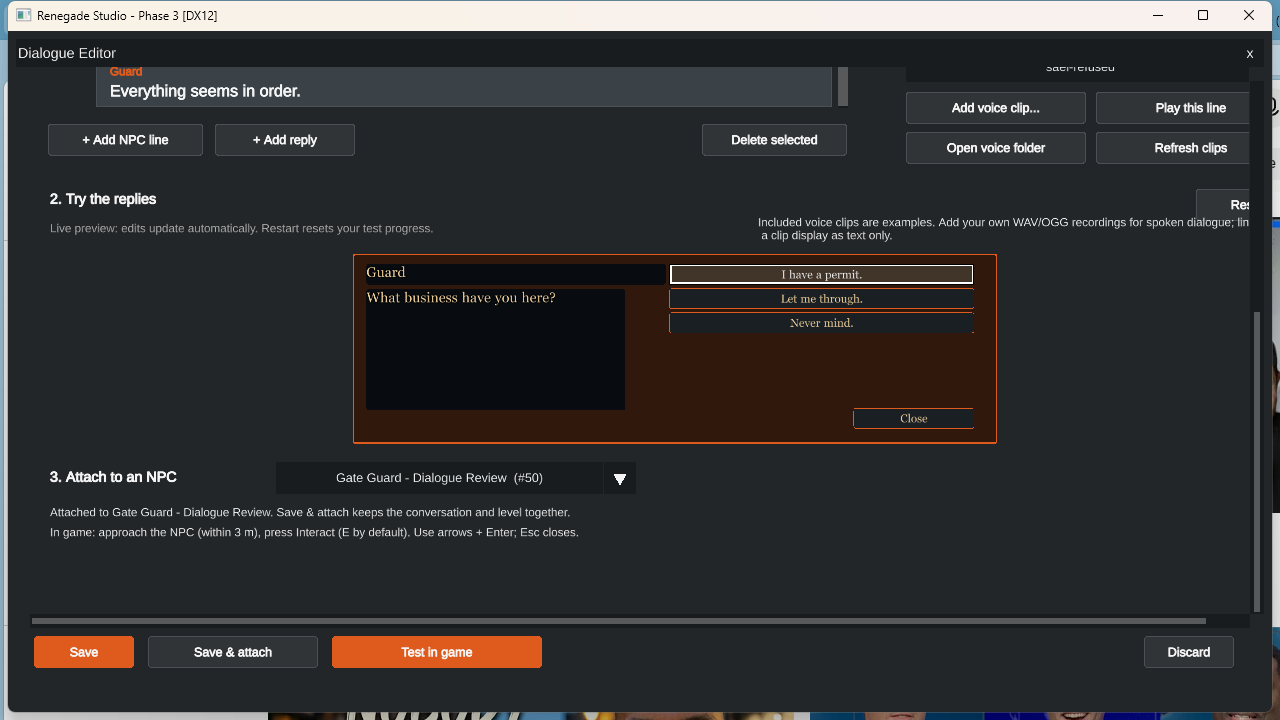 Renegade Studio - Phase 3 [DX12]
Dialogue Editor
x
Guard
Everything seems in order.
sael-refused
Add voice clip...
Play this line
+ Add NPC line
+ Add reply
Delete selected
Open voice folder
Refresh clips
2. Try the replies
Res
Live preview: edits update automatically. Restart resets your test progress.
Included voice clips are examples. Add your own WAV/OGG recordings for spoken dialogue; lin
a clip display as text only.
Guard
I have a permit.
What business have you here?
Let me through.
Never mind.
Close
3. Attach to an NPC
Gate Guard - Dialogue Review (#50)
Attached to Gate Guard - Dialogue Review. Save & attach keeps the conversation and level together.
In game: approach the NPC (within 3 m), press Interact (E by default). Use arrows + Enter; Esc closes.
Save
Save & attach
Test in game
Discard